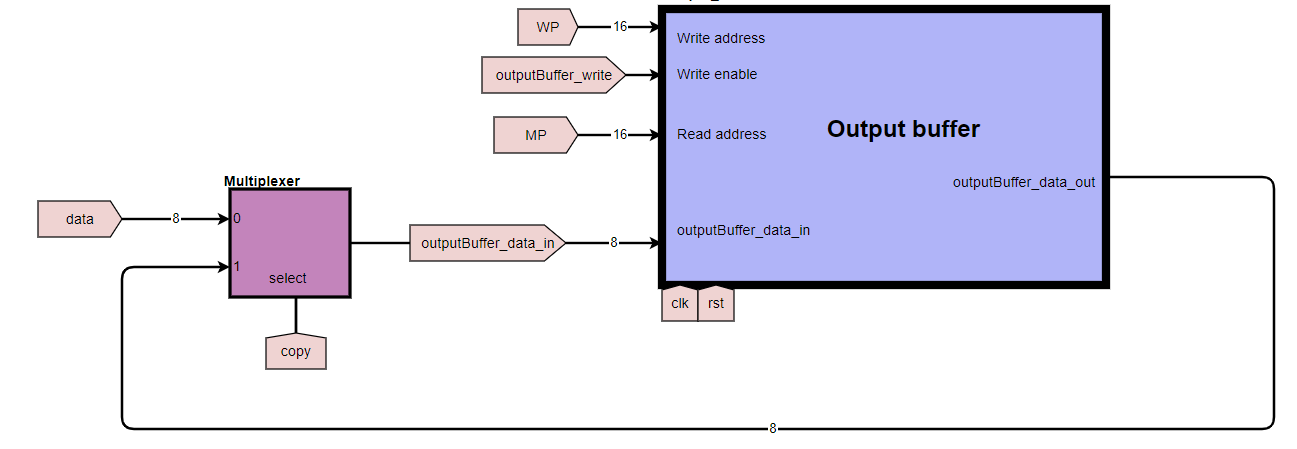 WP
16
Write address
outputBuffer_write
Write enable
MP
16
Read address
Output buffer
Multiplexer
outputBuffer_data_out
data
8
0
outputBuffer_data_in
8
outputBuffer_data_in
1
select
clk
rst
copy
8